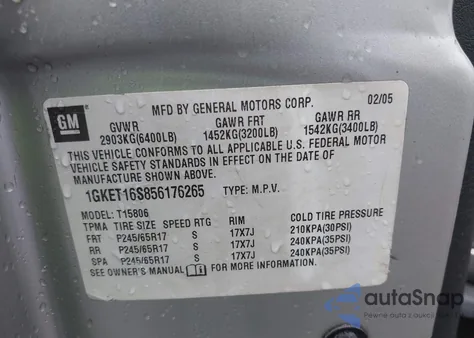 GM
MFD BY GENERAL MOTORS CORP. 02/05
GVWR GAWR FRT GAWR RR
2903KG(6400LB) 1452KG(3200LB) 1542KG(3400LB)
THIS VEHICLE CONFORMS TO ALL APPLICABLE U.S. FEDERAL MOTOR
VEHICLE SAFETY STANDARDS IN EFFECT ON THE DATE OF
MANUFACTURE SHOWN ABOVE.
1GKET16S856176265 TYPE: M.P.V.
MODEL: T15806
TPMA TIRE SIZE SPEED RTG RIM COLD TIRE PRESSURE
FRT P245/65R17 S 17X7J 210KPA(30PSI)
RR P245/65R17 S 17X7J 240KPA(35PSI)
SPA P245/65R17 S 17X7J 240KPA(35PSI)
SEE OWNER'S MANUAL FOR MORE INFORMATION.
autoSnap
Pewne auto z aukcji